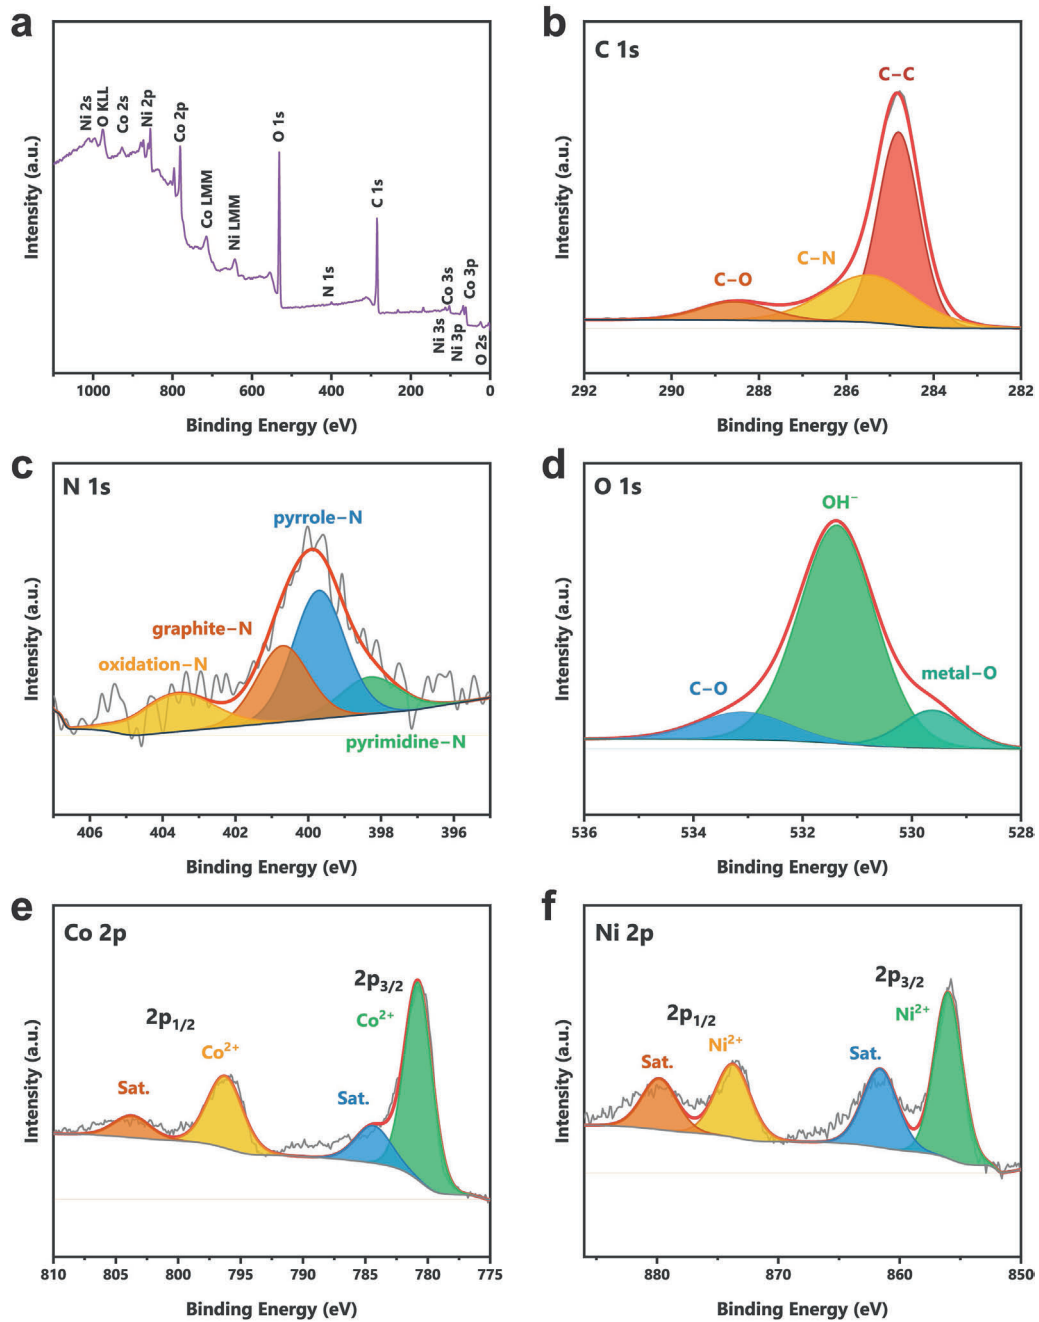 a
Ni 2s
O KLL
Co 2s
Ni 2p
Co 2p
Co LMM
Ni LMM
O 1s
N 1s
C 1s
Ni 3s
Co 3s
Ni 3p
Co 3p
O 2s
Intensity (a.u.)
1000 800 600 400 200 0
Binding Energy (eV)
b
C 1s
C–C
C–N
C–O
Intensity (a.u.)
292 290 288 286 284 282
Binding Energy (eV)
c
N 1s
pyrrole–N
graphite–N
oxidation–N
pyrimidine–N
Intensity (a.u.)
406 404 402 400 398 396
Binding Energy (eV)
d
O 1s
OH⁻
metal–O
C–O
Intensity (a.u.)
536 534 532 530 528
Binding Energy (eV)
e
Co 2p
2p3/2
Co²⁺
2p1/2
Co²⁺
Sat.
Sat.
Intensity (a.u.)
810 805 800 795 790 785 780 775
Binding Energy (eV)
f
Ni 2p
2p3/2
Ni²⁺
2p1/2
Ni²⁺
Sat.
Sat.
Intensity (a.u.)
880 870 860 850
Binding Energy (eV)